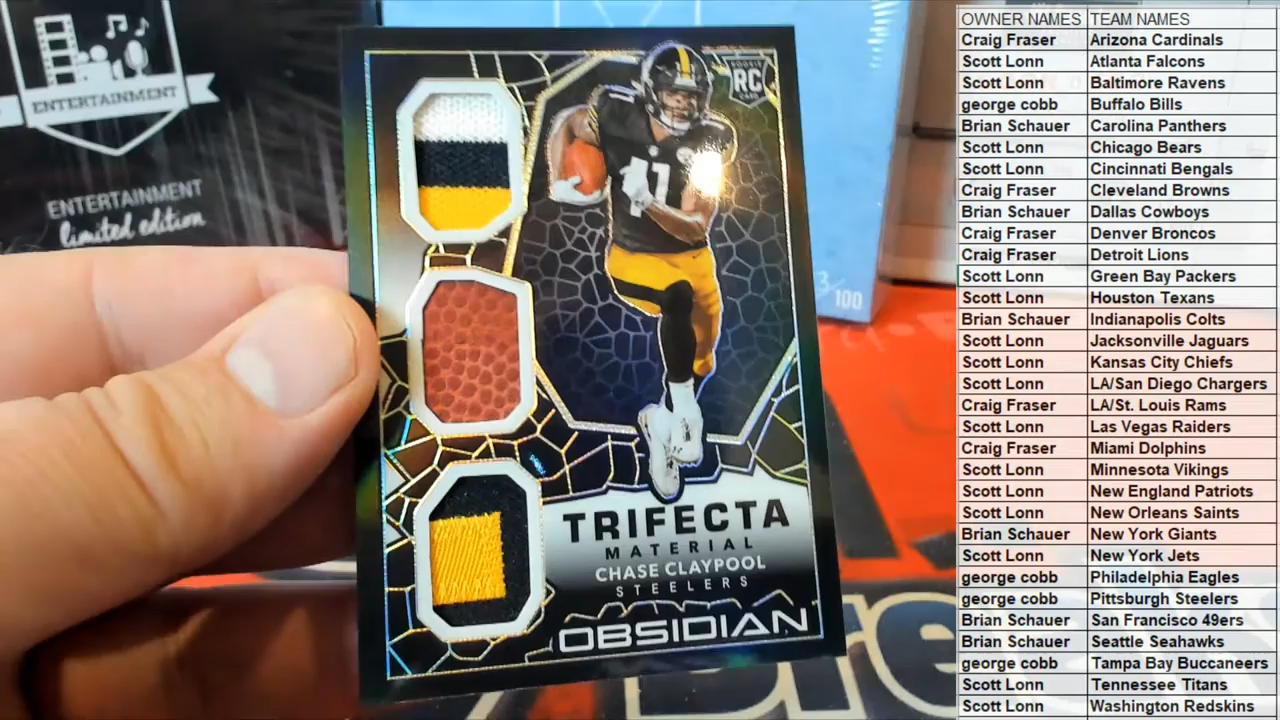 ENTERTAINMENT
ENTERTAINMENT
limited edition
11
11
ROOKIE
RC
CARD
/100
TRIFECTA
MATERIAL
CHASE CLAYPOOL
STEELERS
OBSIDIAN
OWNER NAMES TEAM NAMES
Craig Fraser Arizona Cardinals
Scott Lonn Atlanta Falcons
Scott Lonn Baltimore Ravens
george cobb Buffalo Bills
Brian Schauer Carolina Panthers
Scott Lonn Chicago Bears
Scott Lonn Cincinnati Bengals
Craig Fraser Cleveland Browns
Brian Schauer Dallas Cowboys
Craig Fraser Denver Broncos
Craig Fraser Detroit Lions
Scott Lonn Green Bay Packers
Scott Lonn Houston Texans
Brian Schauer Indianapolis Colts
Scott Lonn Jacksonville Jaguars
Scott Lonn Kansas City Chiefs
Scott Lonn LA/San Diego Chargers
Craig Fraser LA/St. Louis Rams
Scott Lonn Las Vegas Raiders
Craig Fraser Miami Dolphins
Scott Lonn Minnesota Vikings
Scott Lonn New England Patriots
Scott Lonn New Orleans Saints
Brian Schauer New York Giants
Scott Lonn New York Jets
george cobb Philadelphia Eagles
george cobb Pittsburgh Steelers
Brian Schauer San Francisco 49ers
Brian Schauer Seattle Seahawks
george cobb Tampa Bay Buccaneers
Scott Lonn Tennessee Titans
Scott Lonn Washington Redskins